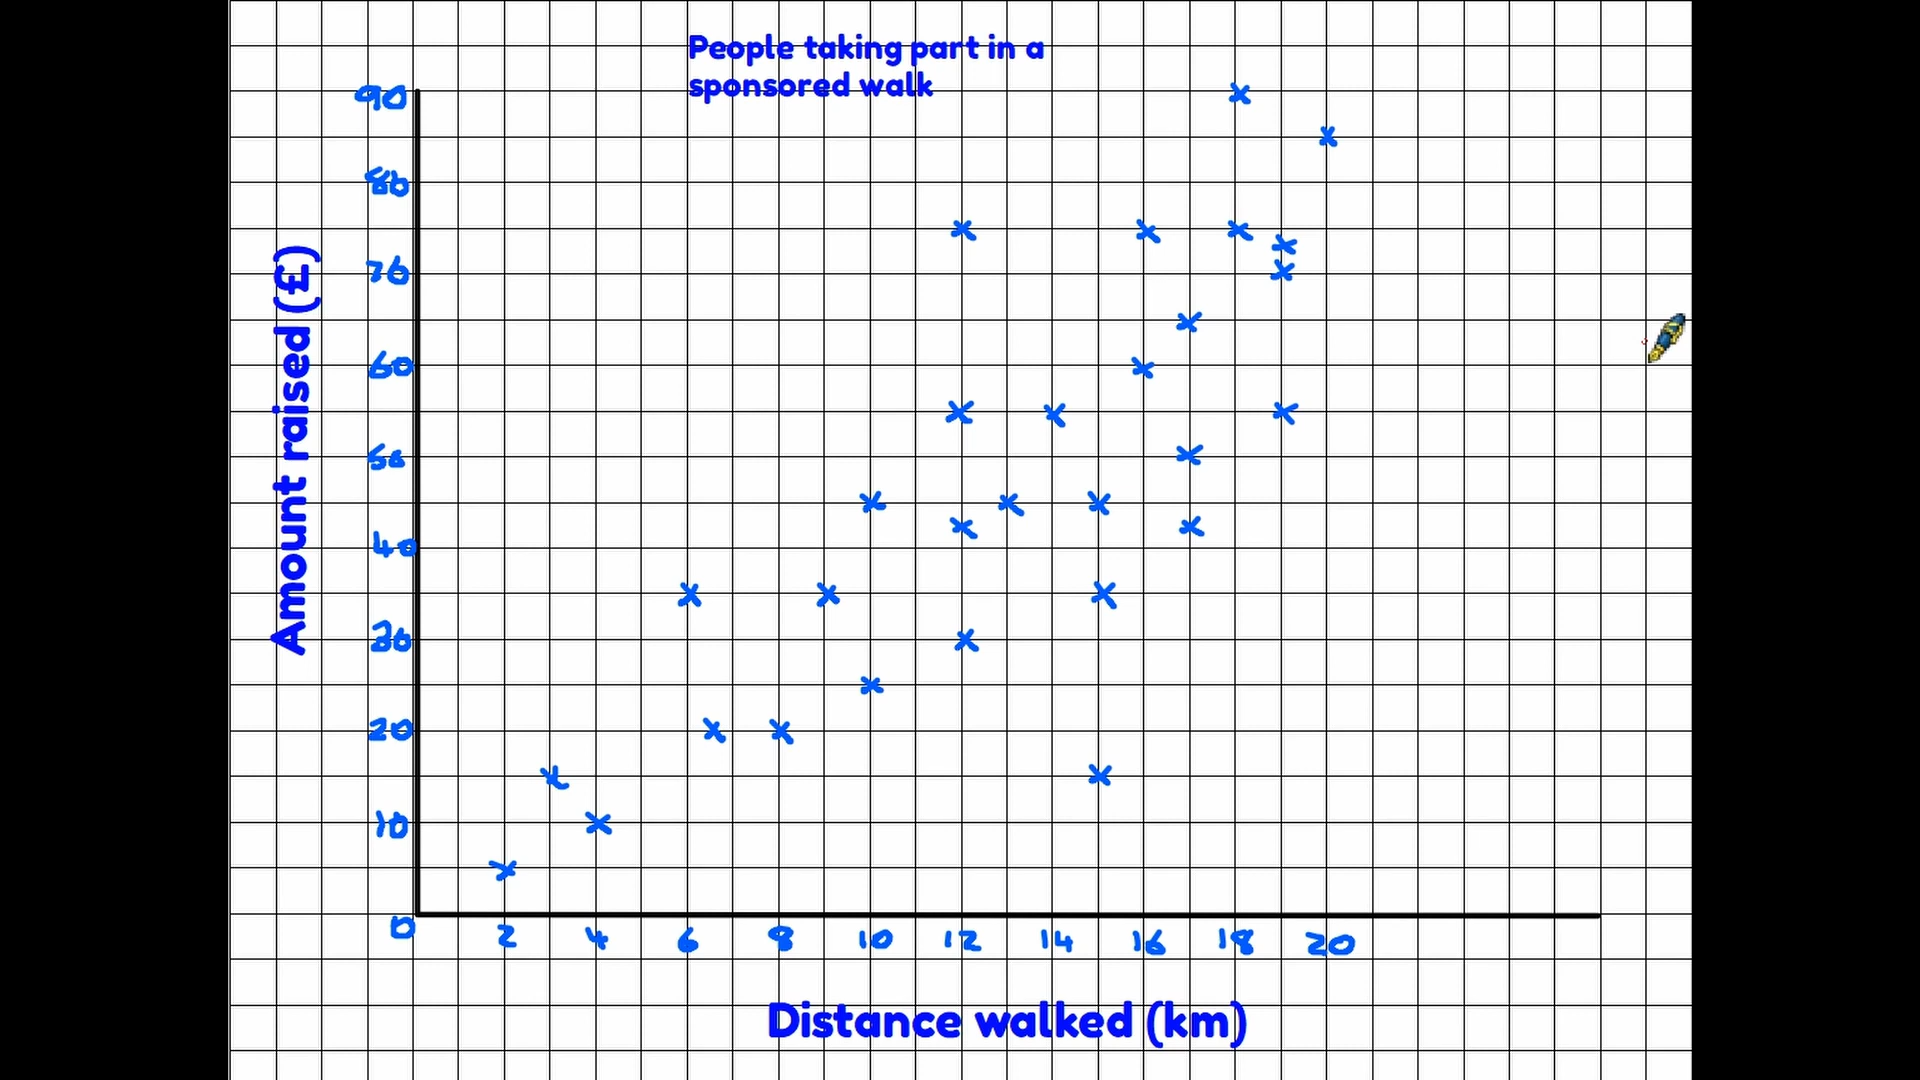 People taking part in a
sponsored walk
90
80
70
60
50
40
30
20
10
0
Amount raised (£)
2 4 6 8 10 12 14 16 18 20
Distance walked (km)